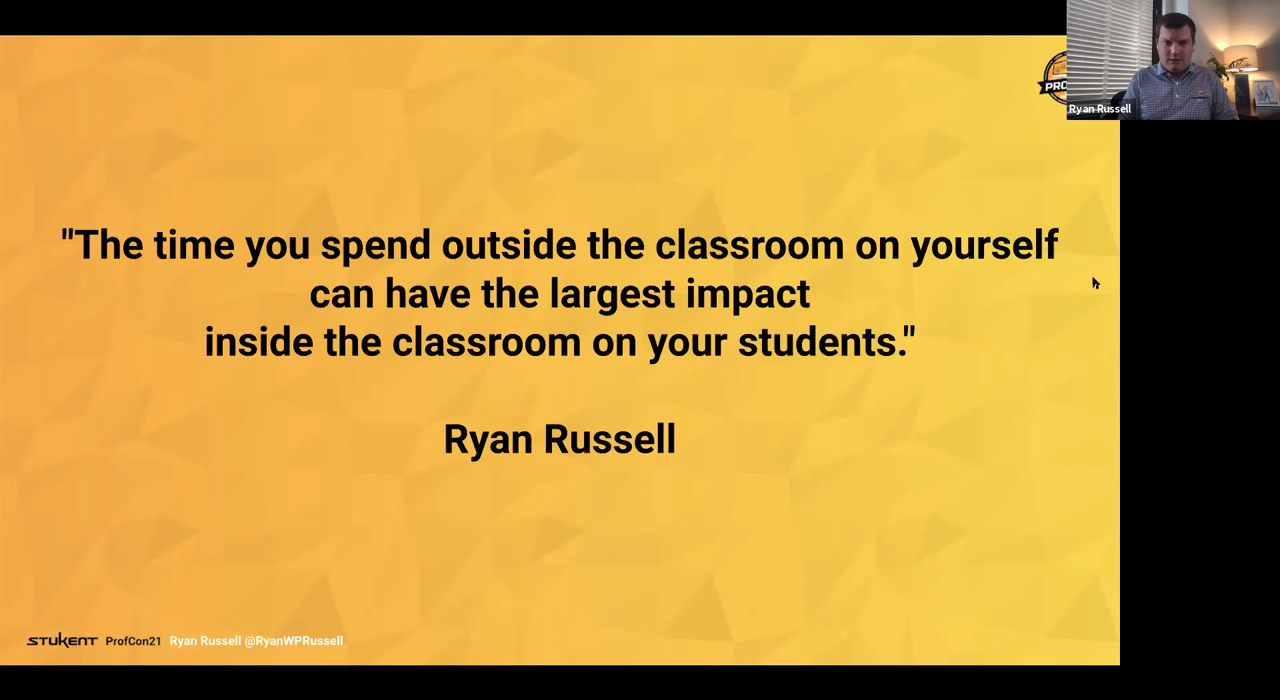 Ryan Russell
"The time you spend outside the classroom on yourself
can have the largest impact
inside the classroom on your students."
Ryan Russell
STUKENT ProfCon21 Ryan Russell @RyanWPRussell